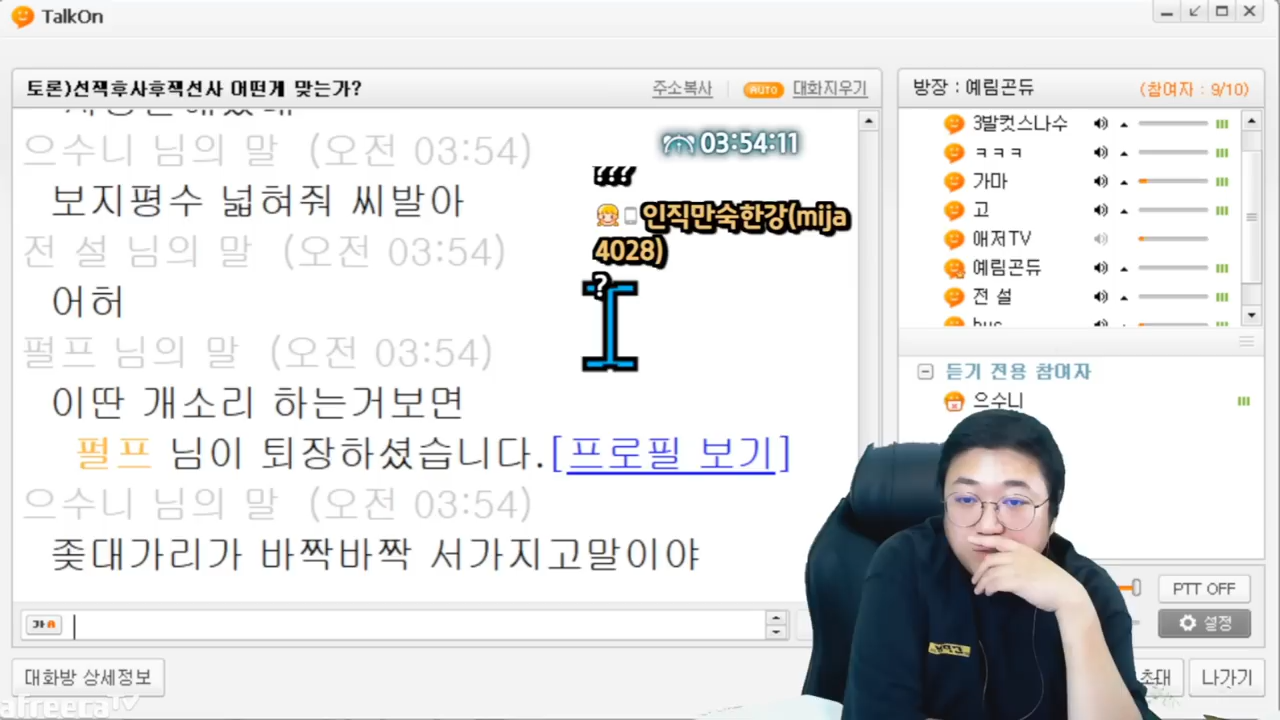 TalkOn
토론)선잭후사후잭선사 어떤게 맞는가?
주소복사
AUTO
대화지우기
으수니 님의 말 (오전 03:54)
보지평수 넓혀줘 씨발아
전 설 님의 말 (오전 03:54)
어허
펄프 님의 말 (오전 03:54)
이딴 개소리 하는거보면
펄프 님이 퇴장하셨습니다.[프로필 보기]
으수니 님의 말 (오전 03:54)
좆대가리가 바짝바짝 서가지고말이야
가A
대화방 상세정보
afreecaTV
03:54:11
???
인직만숙한강(mija
4028)
?
방장 : 예림곤듀
(참여자 : 9/10)
3발컷스나수
ㅋㅋㅋ
가마
고
애저TV
예림곤듀
전 설
bus
듣기 전용 참여자
으수니
PTT OFF
설정
초대
나가기